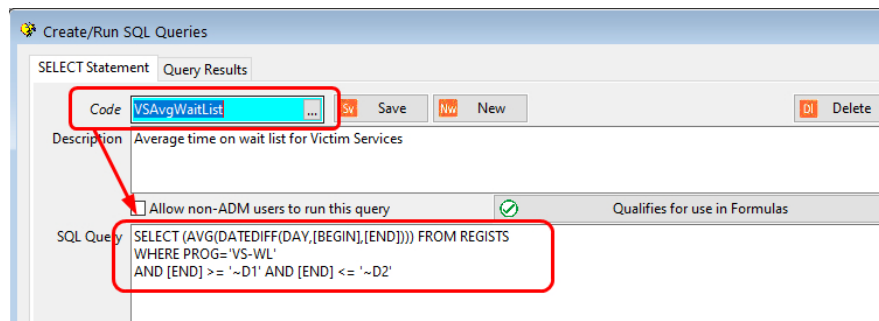 Create/Run SQL Queries
SELECT Statement Query Results
Code VSAvgWaitList ... Sv Save Nw New Dl Delete
Description Average time on wait list for Victim Services
Allow non-ADM users to run this query Qualifies for use in Formulas
SQL Query SELECT (AVG(DATEDIFF(DAY,[BEGIN],[END]))) FROM REGISTS
WHERE PROG='VS-WL'
AND [END] >= '~D1' AND [END] <= '~D2'